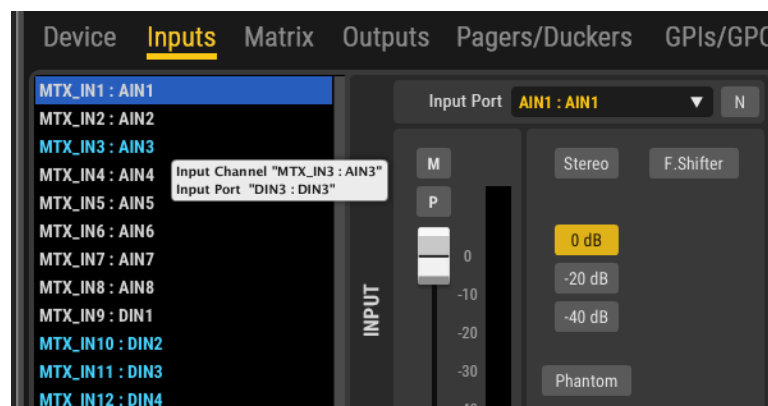 Device Inputs Matrix Outputs Pagers/Duckers GPIs/GPO
MTX_IN1 : AIN1
MTX_IN2 : AIN2
MTX_IN3 : AIN3
MTX_IN4 : AIN4
MTX_IN5 : AIN5
MTX_IN6 : AIN6
MTX_IN7 : AIN7
MTX_IN8 : AIN8
MTX_IN9 : DIN1
MTX_IN10 : DIN2
MTX_IN11 : DIN3
MTX_IN12 : DIN4
Input Channel "MTX_IN3 : AIN3"
Input Port "DIN3 : DIN3"
Input Port AIN1 : AIN1 ▼ N
INPUT
M
P
0
-10
-20
-30
Stereo F.Shifter
0 dB
-20 dB
-40 dB
Phantom